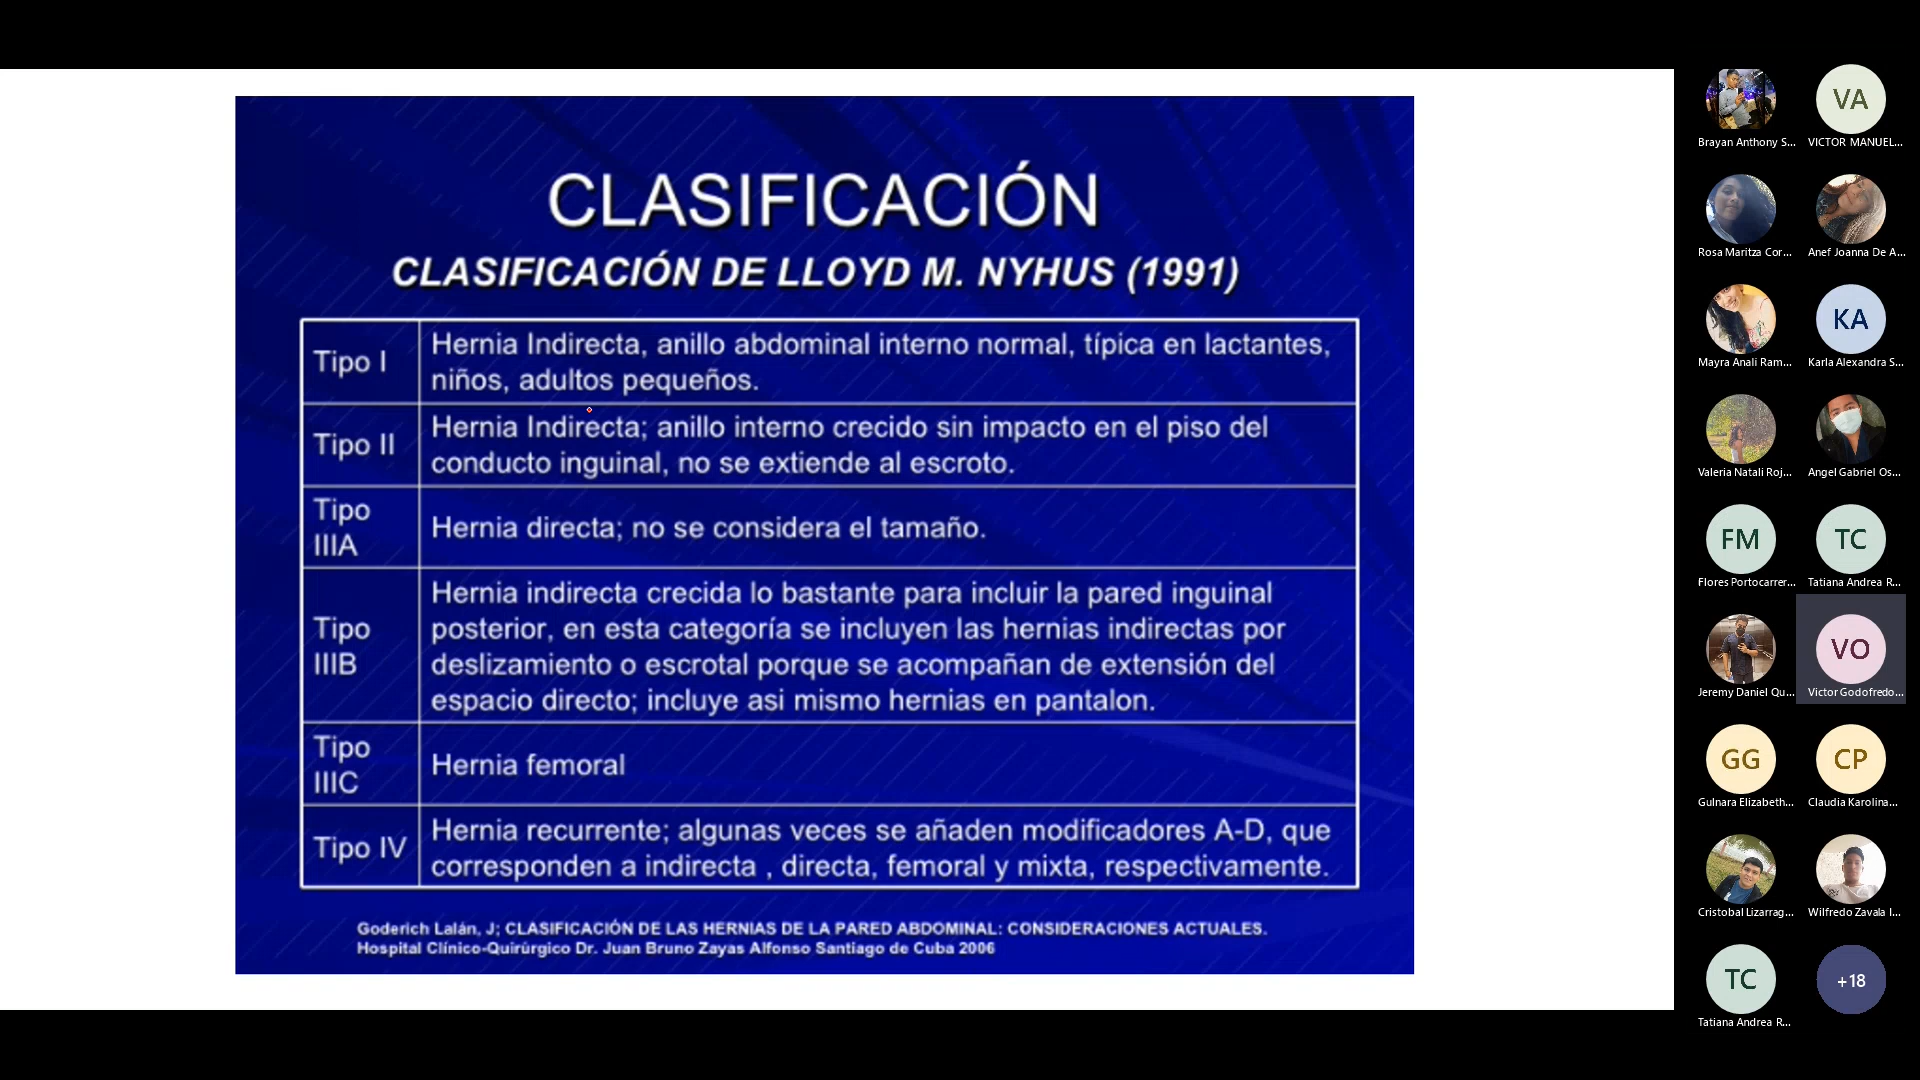 CLASIFICACIÓN
CLASIFICACIÓN DE LLOYD M. NYHUS (1991)
Tipo I
Hernia Indirecta, anillo abdominal interno normal, típica en lactantes,
niños, adultos pequeños.
Tipo II
Hernia Indirecta; anillo interno crecido sin impacto en el piso del
conducto inguinal, no se extiende al escroto.
Tipo
IIIA
Hernia directa; no se considera el tamaño.
Tipo
IIIB
Hernia indirecta crecida lo bastante para incluir la pared inguinal
posterior, en esta categoría se incluyen las hernias indirectas por
deslizamiento o escrotal porque se acompañan de extensión del
espacio directo; incluye asi mismo hernias en pantalon.
Tipo
IIIC
Hernia femoral
Tipo IV
Hernia recurrente; algunas veces se añaden modificadores A-D, que
corresponden a indirecta , directa, femoral y mixta, respectivamente.
Goderich Lalán, J; CLASIFICACIÓN DE LAS HERNIAS DE LA PARED ABDOMINAL: CONSIDERACIONES ACTUALES.
Hospital Clínico-Quirúrgico Dr. Juan Bruno Zayas Alfonso Santiago de Cuba 2006
VA
Brayan Anthony S...
VICTOR MANUEL...
Rosa Maritza Cor...
Anef Joanna De A...
KA
Mayra Anali Ram...
Karla Alexandra S...
Valeria Natali Roj...
Angel Gabriel Os...
FM
TC
Flores Portocarrer...
Tatiana Andrea R...
VO
Jeremy Daniel Qu...
Victor Godofredo...
GG
CP
Gulnara Elizabeth...
Claudia Karolina...
Cristobal Lizarrag...
Wilfredo Zavala I...
TC
+18
Tatiana Andrea R...